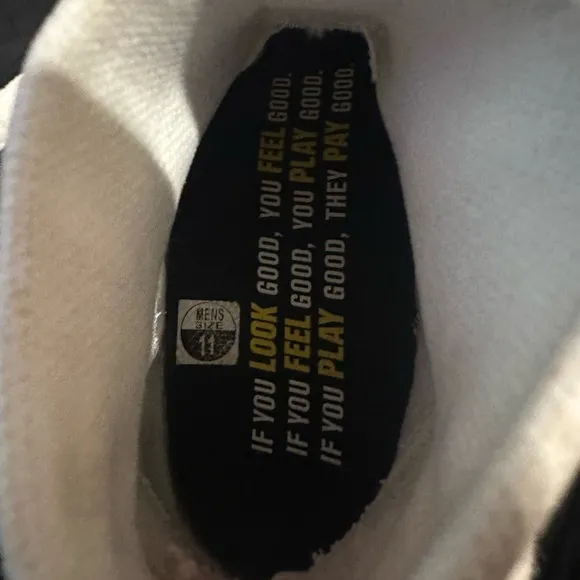 IF YOU LOOK GOOD, YOU FEEL GOOD.
IF YOU FEEL GOOD, YOU PLAY GOOD.
IF YOU PLAY GOOD, THEY PAY GOOD.
MENS
SIZE
11